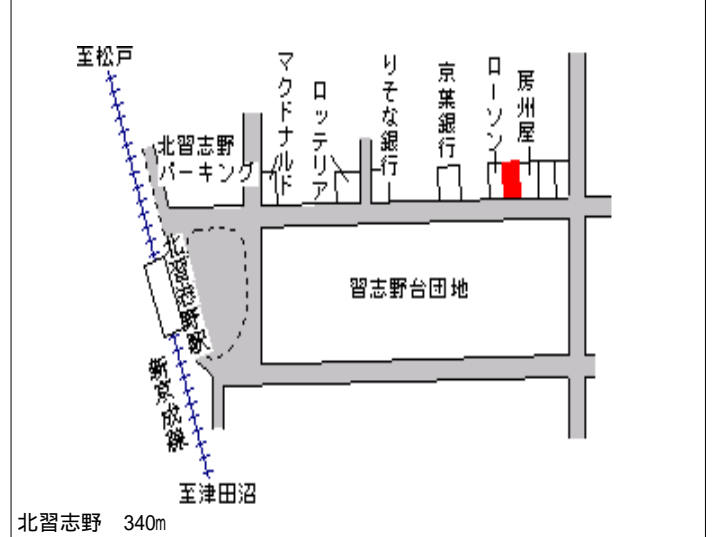 至松戸
マクドナルド
ロッテリア
りそな銀行
京葉銀行
ローソン
房州屋
北習志野
パーキング
北習志野駅
習志野台団地
新京成線
至津田沼
北習志野　340m